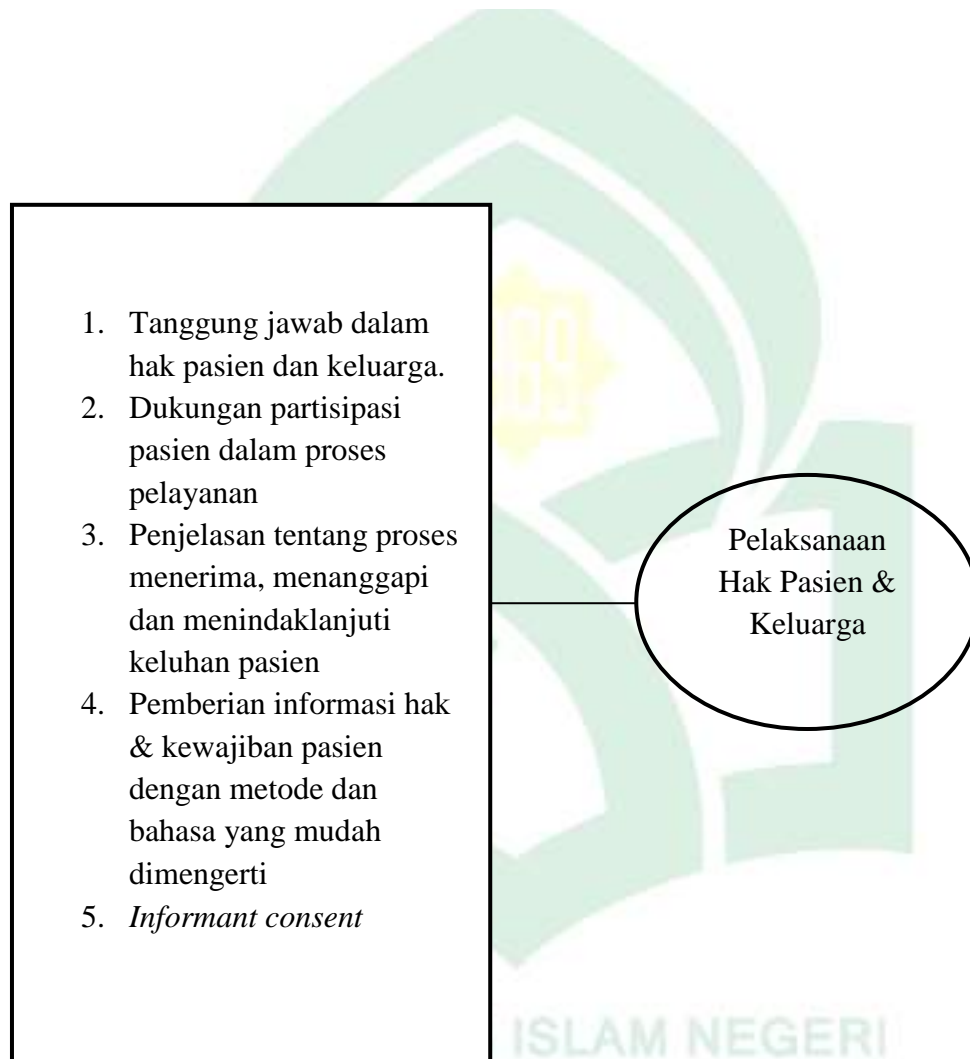 1. Tanggung jawab dalam
hak pasien dan keluarga.
2. Dukungan partisipasi
pasien dalam proses
pelayanan
3. Penjelasan tentang proses
menerima, menanggapi
dan menindaklanjuti
keluhan pasien
4. Pemberian informasi hak
& kewajiban pasien
dengan metode dan
bahasa yang mudah
dimengerti
5. Informant consent
Pelaksanaan
Hak Pasien &
Keluarga
ISLAM NEGERI